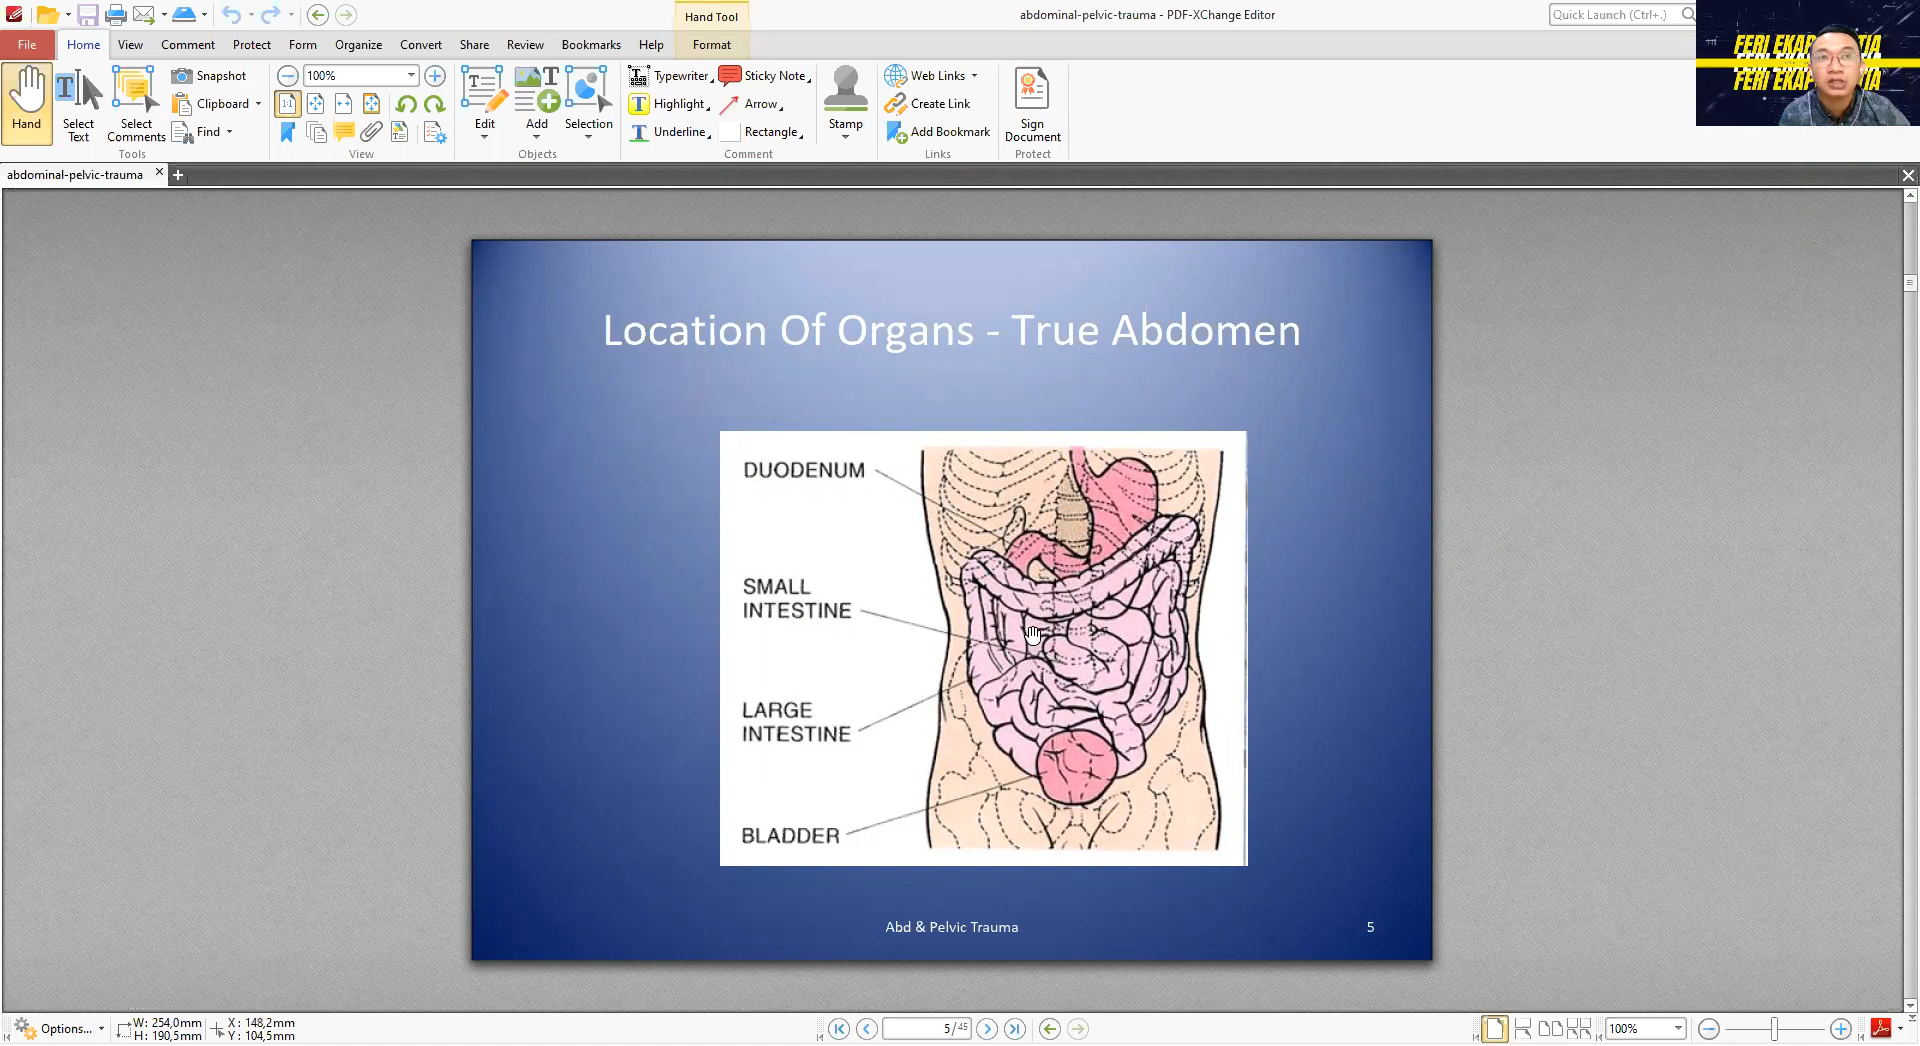 Hand Tool
abdominal-pelvic-trauma - PDF-XChange Editor
Quick Launch (Ctrl+.)
File
Home
View
Comment
Protect
Form
Organize
Convert
Share
Review
Bookmarks
Help
Format
Hand
Select
Text
Select
Comments
Snapshot
Clipboard
Find
Tools
100%
1:1
View
Edit
Add
Selection
Objects
Typewriter
Highlight
Underline
Sticky Note
Arrow
Rectangle
Stamp
Comment
Web Links
Create Link
Add Bookmark
Links
Sign
Document
Protect
abdominal-pelvic-trauma
Location Of Organs - True Abdomen
DUODENUM
SMALL
INTESTINE
LARGE
INTESTINE
BLADDER
Abd & Pelvic Trauma
5
Options...
W: 254,0mm
H: 190,5mm
X: 148,2mm
Y: 104,5mm
5 / 45
100%